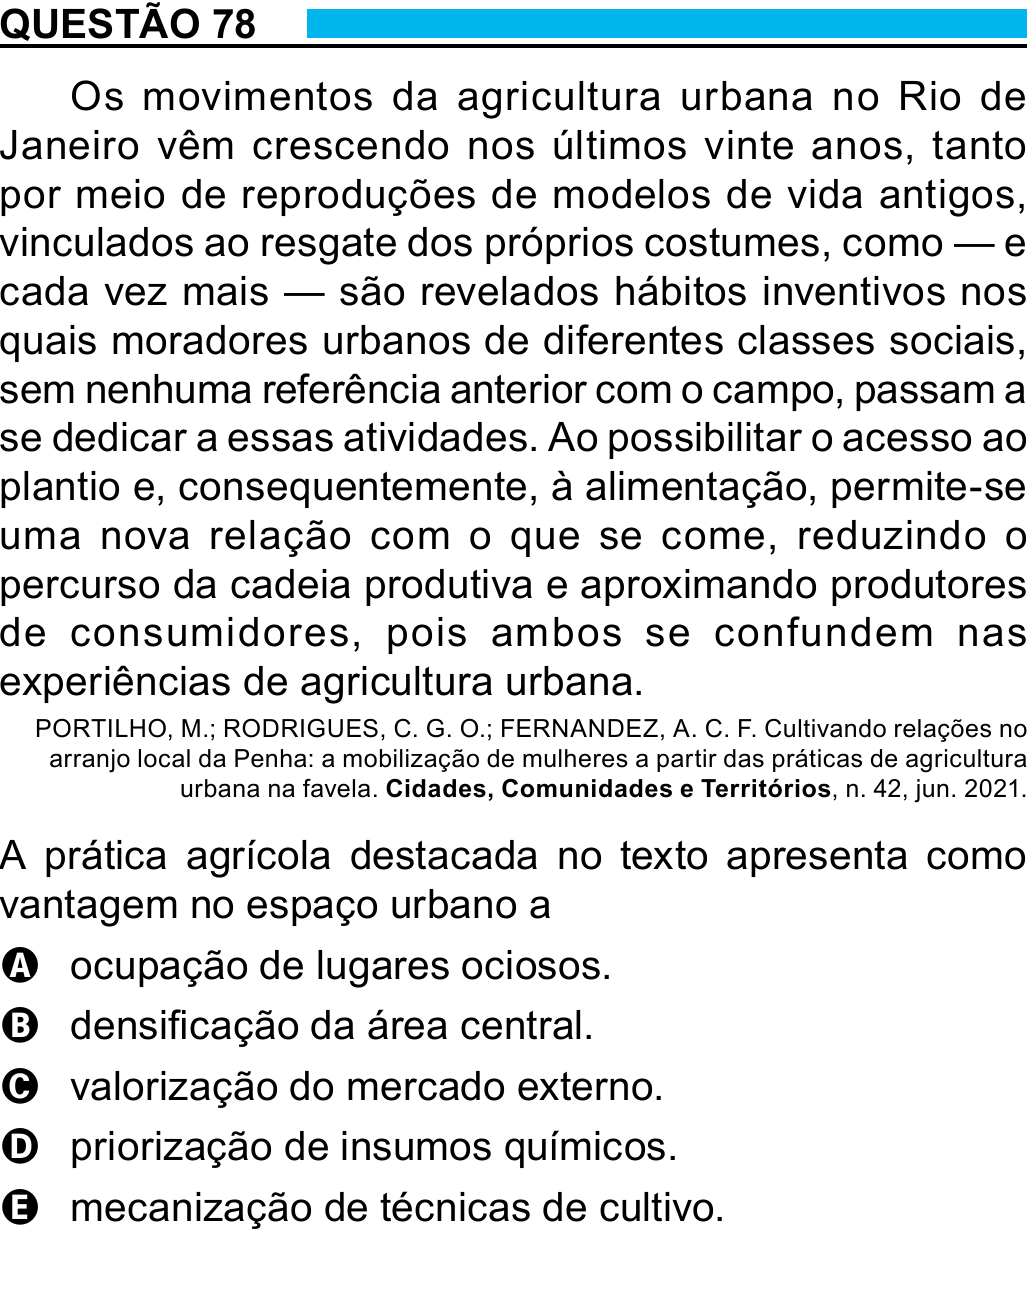 QUESTÃO 78
Os movimentos da agricultura urbana no Rio de
Janeiro vêm crescendo nos últimos vinte anos, tanto
por meio de reproduções de modelos de vida antigos,
vinculados ao resgate dos próprios costumes, como — e
cada vez mais — são revelados hábitos inventivos nos
quais moradores urbanos de diferentes classes sociais,
sem nenhuma referência anterior com o campo, passam a
se dedicar a essas atividades. Ao possibilitar o acesso ao
plantio e, consequentemente, à alimentação, permite-se
uma nova relação com o que se come, reduzindo o
percurso da cadeia produtiva e aproximando produtores
de consumidores, pois ambos se confundem nas
experiências de agricultura urbana.
PORTILHO, M.; RODRIGUES, C. G. O.; FERNANDEZ, A. C. F. Cultivando relações no
arranjo local da Penha: a mobilização de mulheres a partir das práticas de agricultura
urbana na favela. Cidades, Comunidades e Territórios, n. 42, jun. 2021.
A prática agrícola destacada no texto apresenta como
vantagem no espaço urbano a
A ocupação de lugares ociosos.
B densificação da área central.
C valorização do mercado externo.
D priorização de insumos químicos.
E mecanização de técnicas de cultivo.